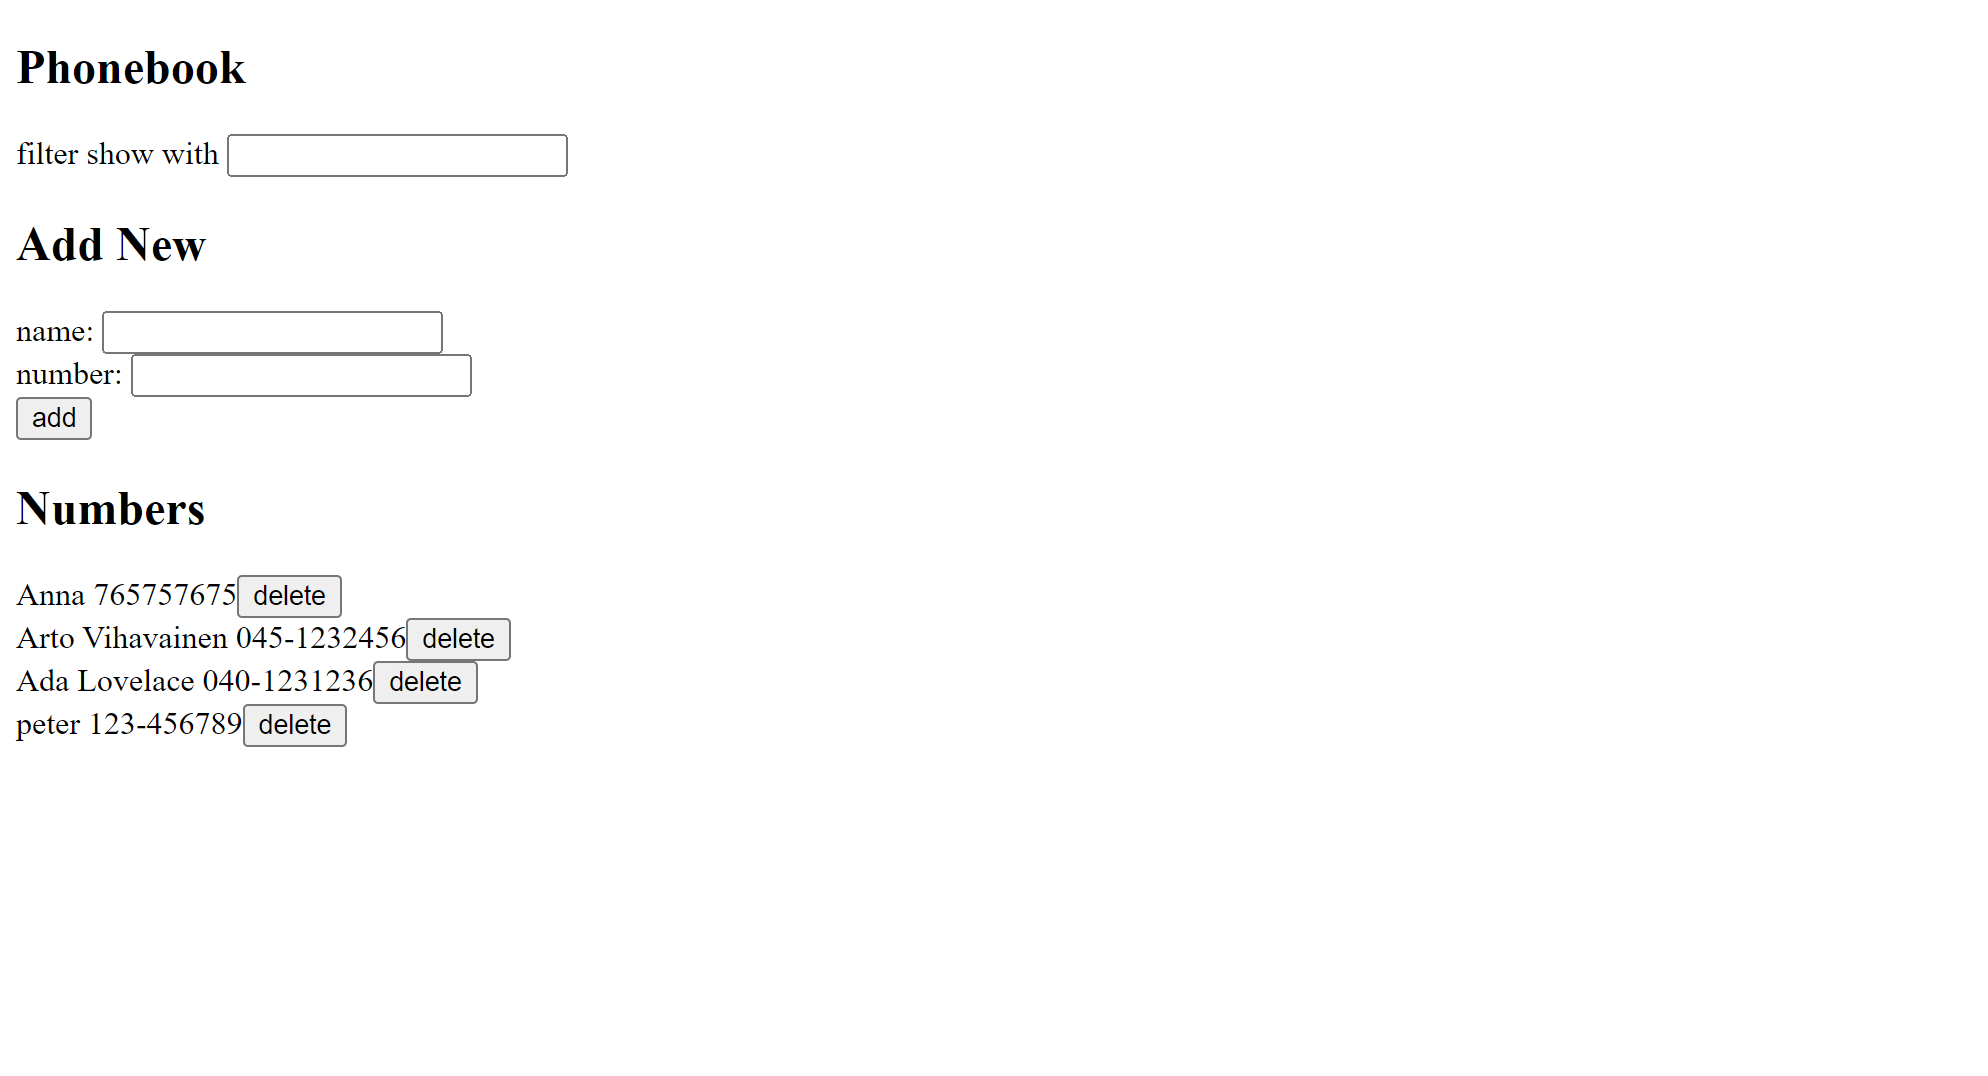 Phonebook
filter show with
Add New
name:
number:
add
Numbers
Anna 765757675 delete
Arto Vihavainen 045-1232456 delete
Ada Lovelace 040-1231236 delete
peter 123-456789 delete